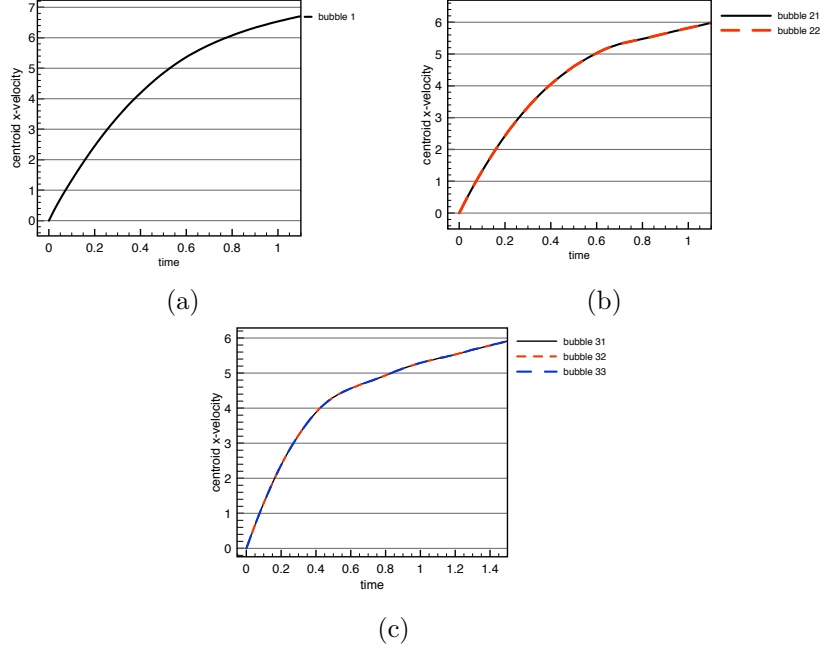 7
6
5
4
3
2
1
0
centroid x-velocity
0 0.2 0.4 0.6 0.8 1
time
bubble 1
(a)
6
5
4
3
2
1
0
centroid x-velocity
0 0.2 0.4 0.6 0.8 1
time
bubble 21
bubble 22
(b)
6
5
4
3
2
1
0
centroid x-velocity
0 0.2 0.4 0.6 0.8 1 1.2 1.4
time
bubble 31
bubble 32
bubble 33
(c)